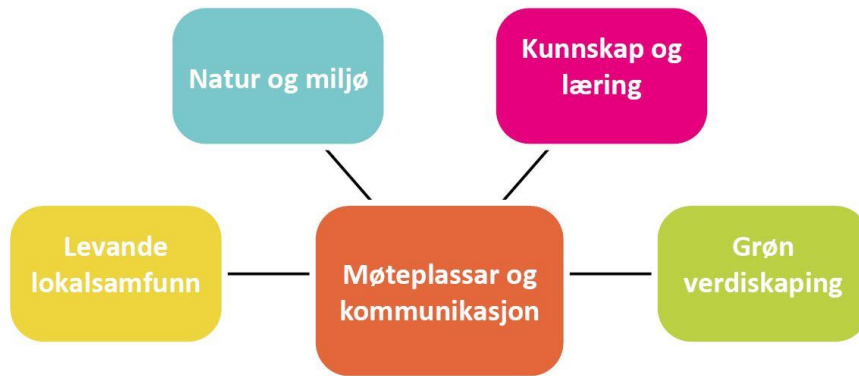 Natur og miljø
Kunnskap og
læring
Levande
lokalsamfunn
Møteplassar og
kommunikasjon
Grøn
verdiskaping